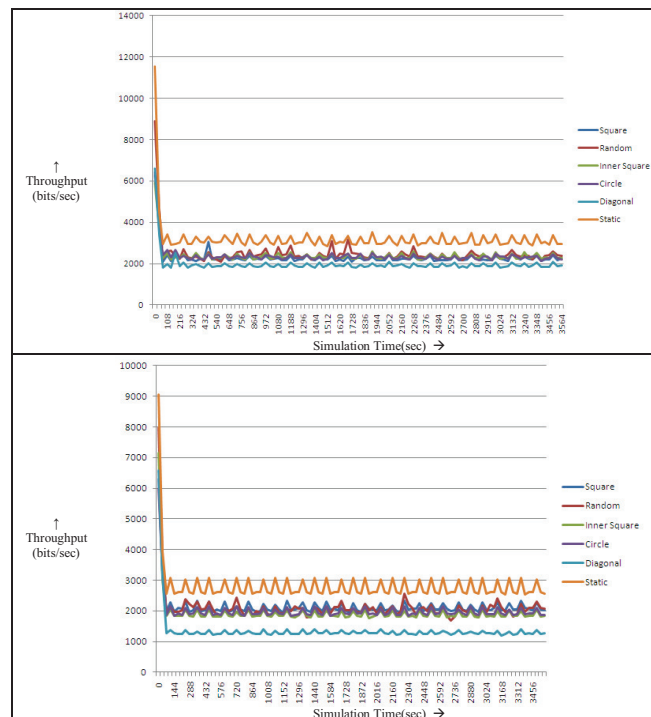 14000
12000
10000
8000
6000
4000
2000
0
↑
Throughput
(bits/sec)
Square
Random
Inner Square
Circle
Diagonal
Static
0 108 216 324 432 540 648 756 864 972 1080 1188 1296 1404 1512 1620 1728 1836 1944 2052 2160 2268 2376 2484 2592 2700 2808 2916 3024 3132 3240 3348 3456 3564
Simulation Time(sec) →
10000
9000
8000
7000
6000
5000
4000
3000
2000
1000
0
↑
Throughput
(bits/sec)
Square
Random
Inner Square
Circle
Diagonal
Static
0 144 288 432 576 720 864 1008 1152 1296 1440 1584 1728 1872 2016 2160 2304 2448 2592 2736 2880 3024 3168 3312 3456
Simulation Time(sec) →